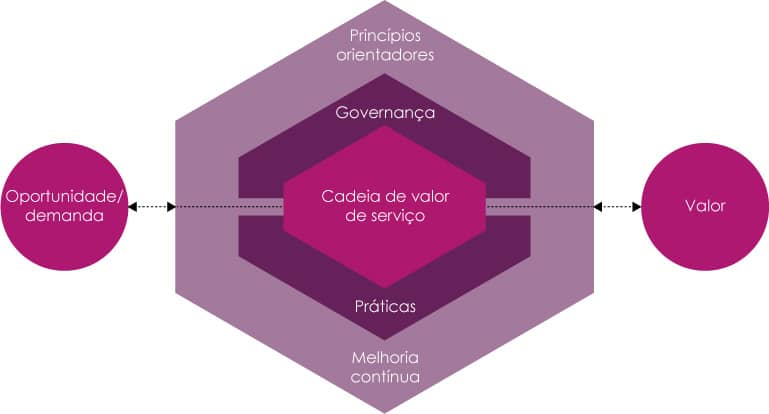 Princípios
orientadores
Governança
Oportunidade/
demanda
Cadeia de valor
de serviço
Valor
Práticas
Melhoria
contínua